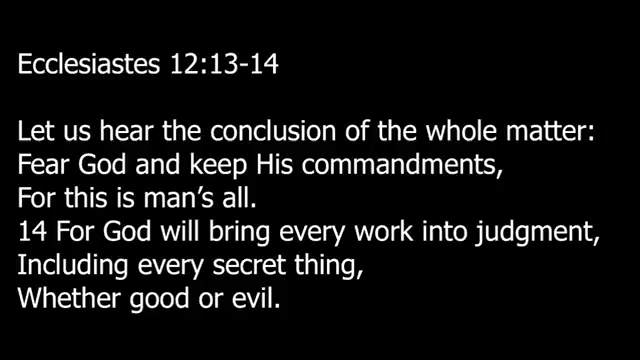 Ecclesiastes 12:13-14
Let us hear the conclusion of the whole matter:
Fear God and keep His commandments,
For this is man’s all.
14 For God will bring every work into judgment,
Including every secret thing,
Whether good or evil.